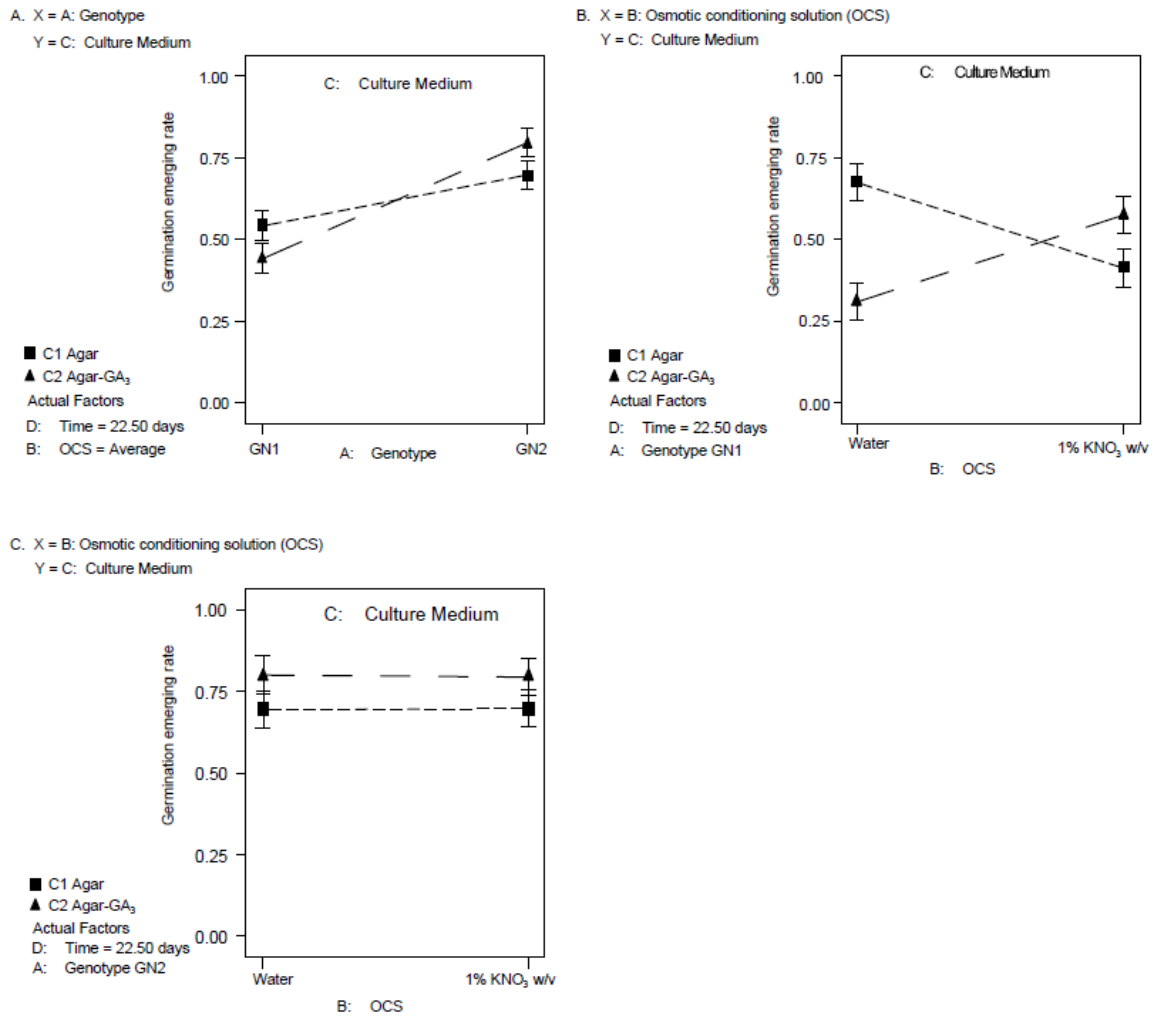 A. X = A: Genotype
Y = C: Culture Medium
C: Culture Medium
Germination emerging rate
1.00
0.75
0.50
0.25
0.00
C1 Agar
C2 Agar-GA₃
Actual Factors
D: Time = 22.50 days
B: OCS = Average
GN1
A: Genotype
GN2
B. X = B: Osmotic conditioning solution (OCS)
Y = C: Culture Medium
C: Culture Medium
Germination emerging rate
1.00
0.75
0.50
0.25
0.00
C1 Agar
C2 Agar-GA₃
Actual Factors
D: Time = 22.50 days
A: Genotype GN1
Water
1% KNO₃ w/v
B: OCS
C. X = B: Osmotic conditioning solution (OCS)
Y = C: Culture Medium
C: Culture Medium
Germination emerging rate
1.00
0.75
0.50
0.25
0.00
C1 Agar
C2 Agar-GA₃
Actual Factors
D: Time = 22.50 days
A: Genotype GN2
Water
1% KNO₃ w/v
B: OCS